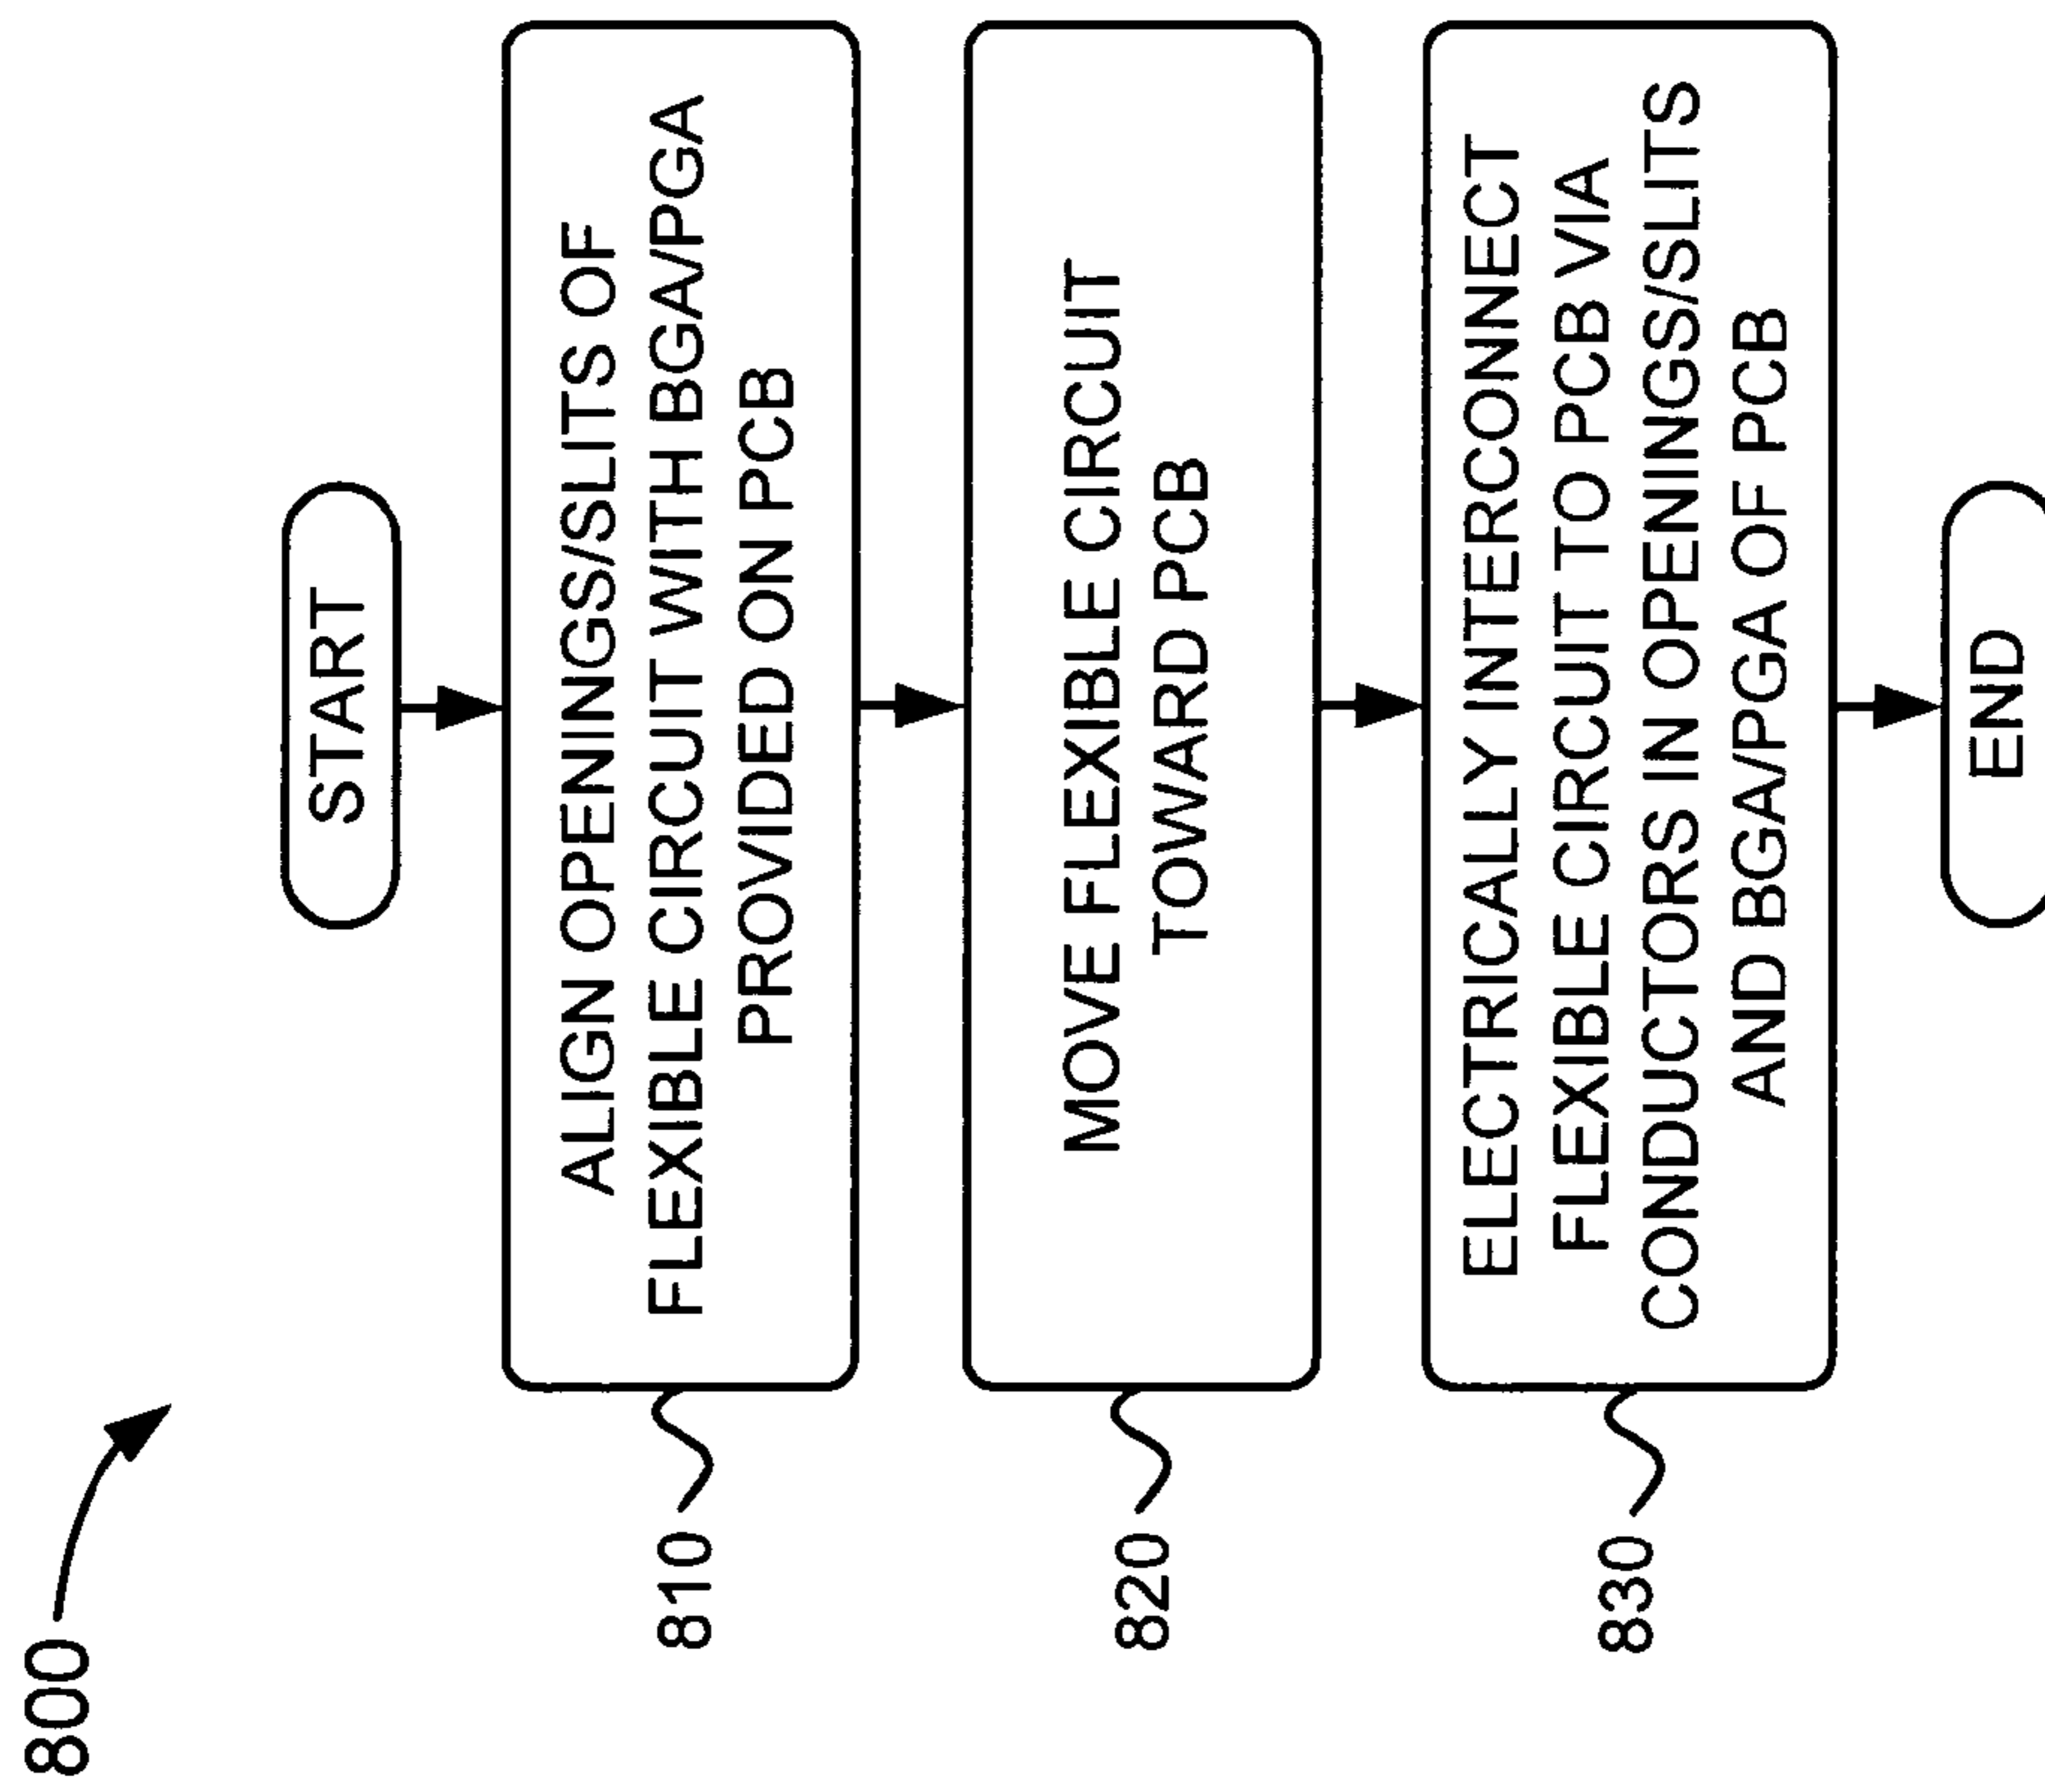 800
START
810
ALIGN OPENINGS/SLITS OF
FLEXIBLE CIRCUIT WITH BGA/PGA
PROVIDED ON PCB
820
MOVE FLEXIBLE CIRCUIT
TOWARD PCB
830
ELECTRICALLY INTERCONNECT
FLEXIBLE CIRCUIT TO PCB VIA
CONDUCTORS IN OPENINGS/SLITS
AND BGA/PGA OF PCB
END